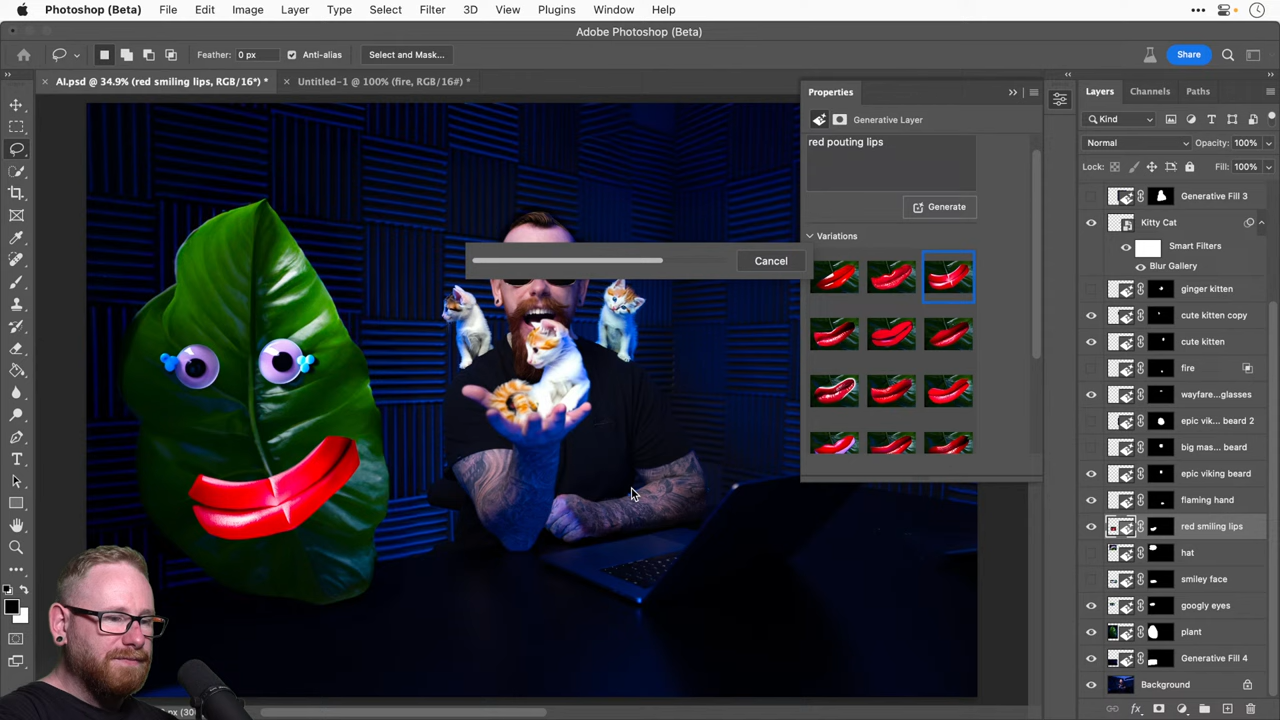 Photoshop (Beta) File Edit Image Layer Type Select Filter 3D View Plugins Window Help
Adobe Photoshop (Beta)
Feather: 0 px Anti-alias Select and Mask... Share
AI.psd @ 34.9% (red smiling lips, RGB/16*) * Untitled-1 @ 100% (fire, RGB/16#) *
Properties
Generative Layer
red pouting lips
Generate
Variations
Cancel
Layers Channels Paths
Kind
Normal Opacity: 100%
Lock: Fill: 100%
Generative Fill 3
Kitty Cat
Smart Filters
Blur Gallery
ginger kitten
cute kitten copy
cute kitten
fire
wayfare...glasses
epic vik... beard 2
big mas... beard
epic viking beard
flaming hand
red smiling lips
hat
smiley face
googly eyes
plant
Generative Fill 4
Background